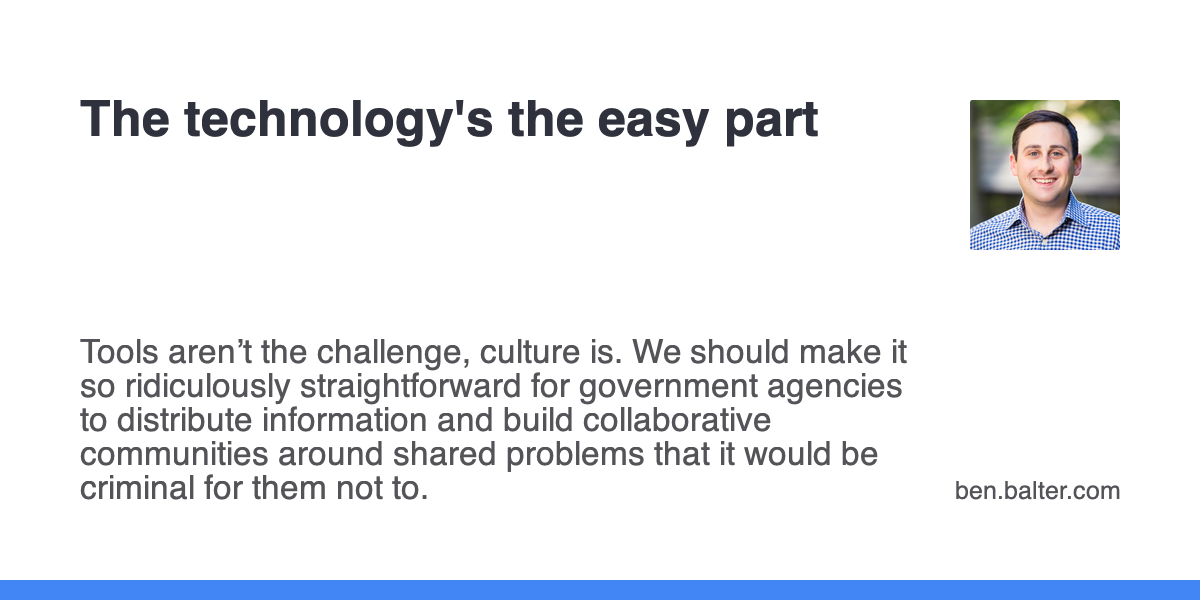 The technology's the easy part
Tools aren’t the challenge, culture is. We should make it
so ridiculously straightforward for government agencies
to distribute information and build collaborative
communities around shared problems that it would be
criminal for them not to.
ben.balter.com